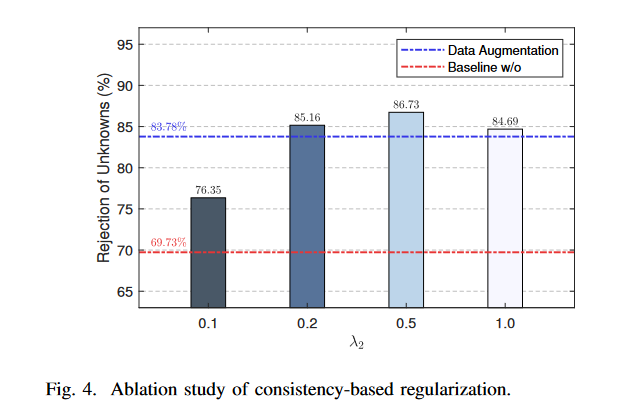 Rejection of Unknowns (%)
95
90
85
80
75
70
65
Data Augmentation
Baseline w/o
83.78%
69.73%
76.35
85.16
86.73
84.69
0.1 0.2 0.5 1.0
λ₂
Fig. 4. Ablation study of consistency-based regularization.